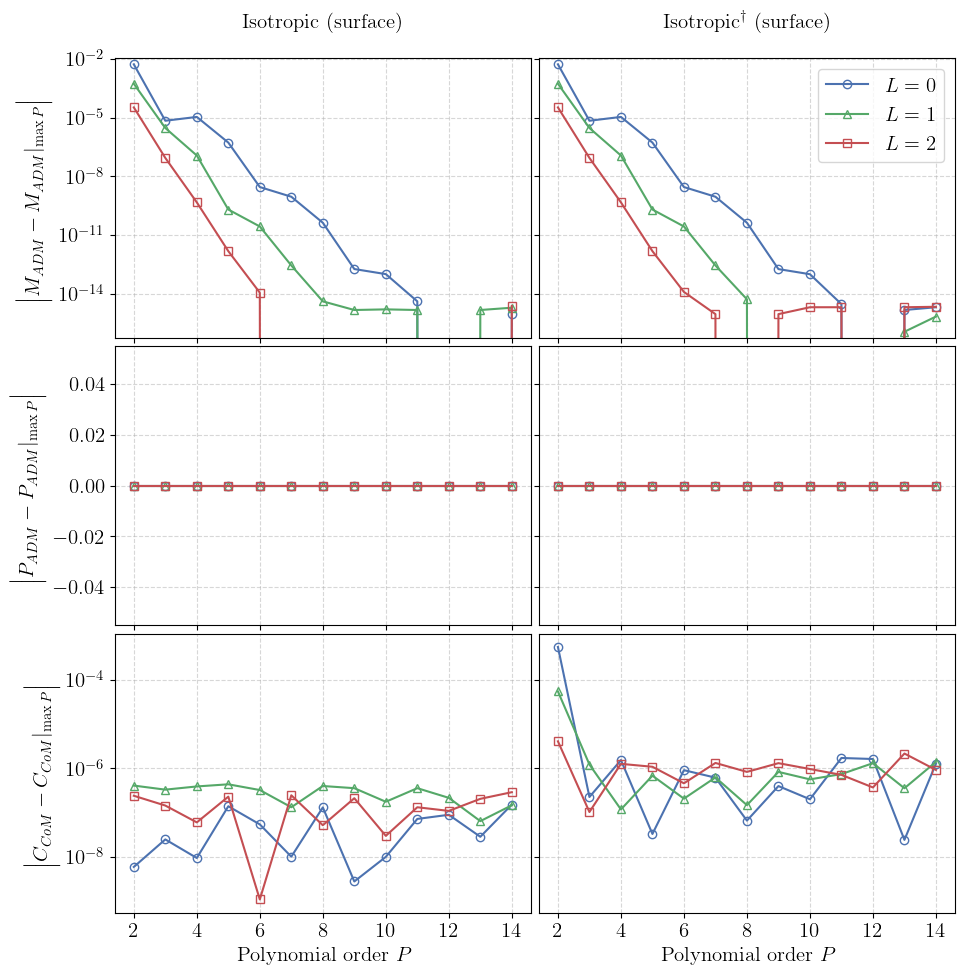 Isotropic (surface)
Isotropic† (surface)
|M_ADM − M_ADM|max P|
10⁻²
10⁻⁵
10⁻⁸
10⁻¹¹
10⁻¹⁴
L = 0
L = 1
L = 2
|P_ADM − P_ADM|max P|
0.04
0.02
0.00
−0.02
−0.04
|C_CoM − C_CoM|max P|
10⁻⁴
10⁻⁶
10⁻⁸
2 4 6 8 10 12 14
2 4 6 8 10 12 14
Polynomial order P
Polynomial order P